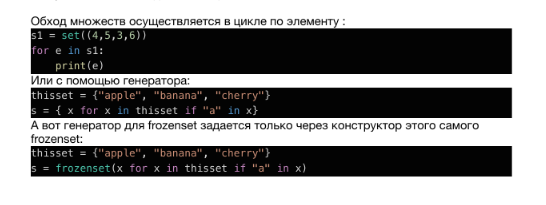 Обход множеств осуществляется в цикле по элементу :
s1 = set((4,5,3,6))
for e in s1:
    print(e)
Или с помощью генератора:
thisset = {"apple", "banana", "cherry"}
s = { x for x in thisset if "a" in x}
А вот генератор для frozenset задается только через конструктор этого самого
frozenset:
thisset = {"apple", "banana", "cherry"}
s = frozenset(x for x in thisset if "a" in x)